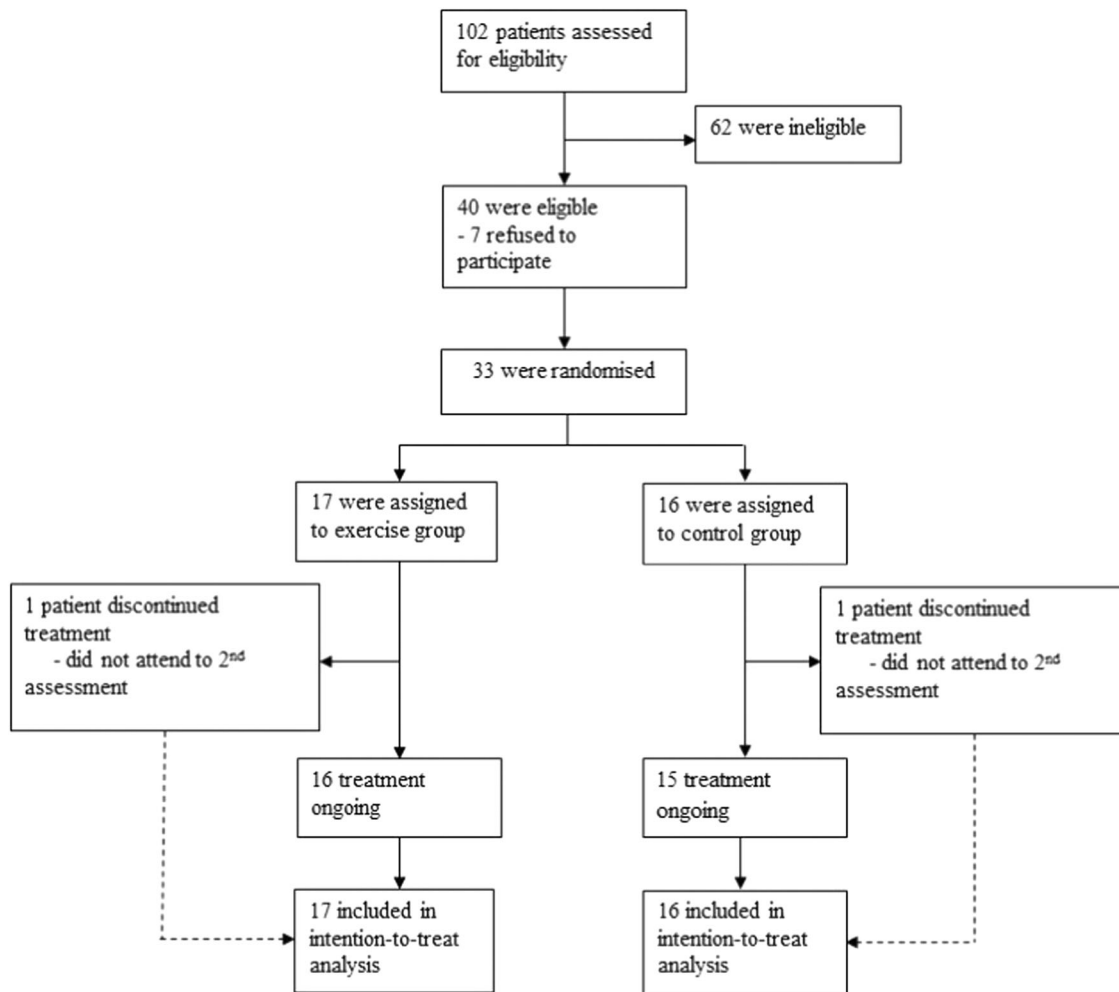 102 patients assessed
for eligibility
62 were ineligible
40 were eligible
- 7 refused to
participate
33 were randomised
17 were assigned
to exercise group
16 were assigned
to control group
1 patient discontinued
treatment
- did not attend to 2nd
assessment
1 patient discontinued
treatment
- did not attend to 2nd
assessment
16 treatment
ongoing
15 treatment
ongoing
17 included in
intention-to-treat
analysis
16 included in
intention-to-treat
analysis